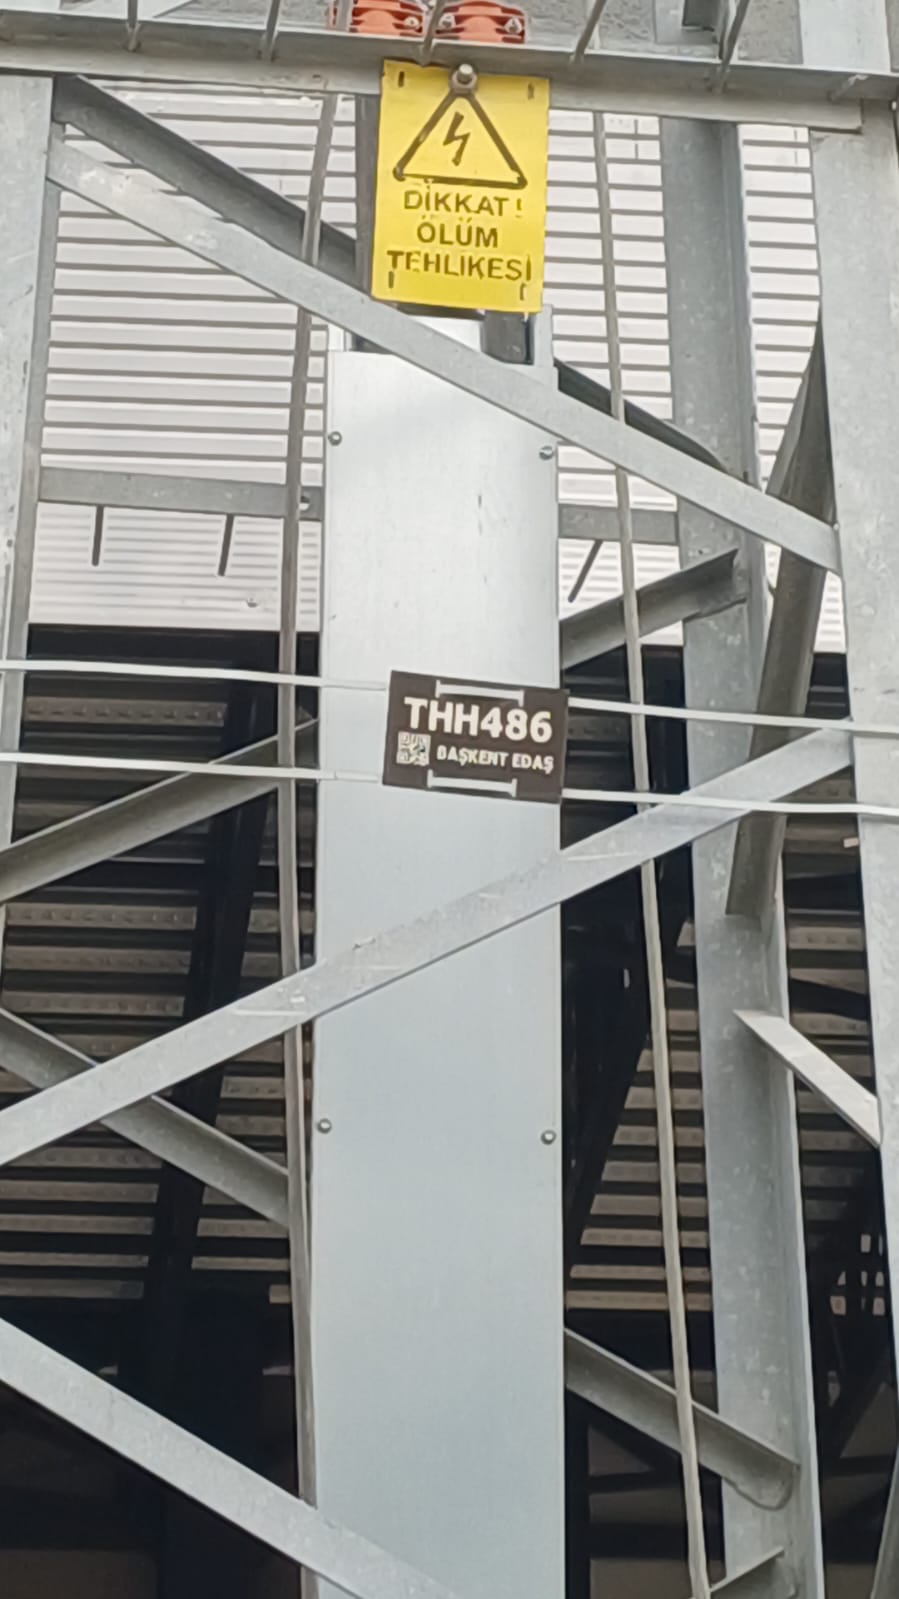 DİKKAT!
ÖLÜM
TEHLİKESİ
THH486
BAŞKENT EDAŞ